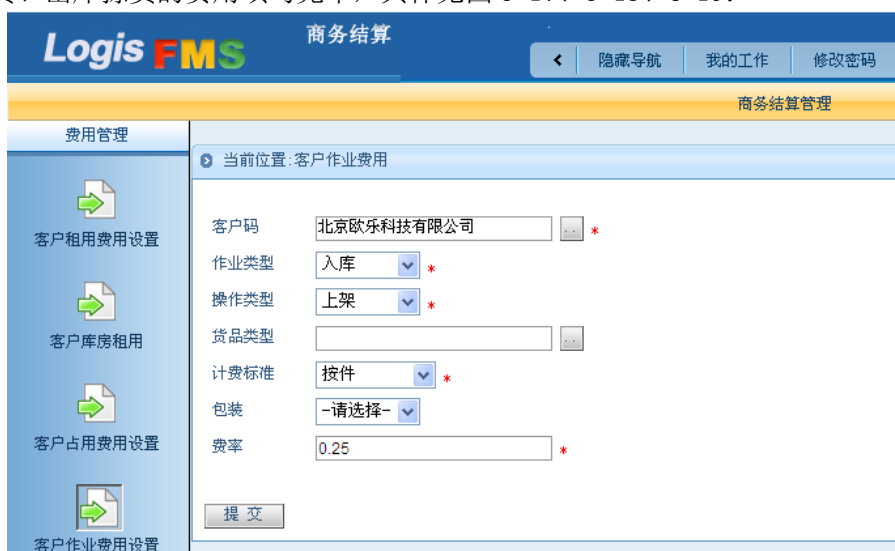 Logis FMS
商务结算
隐藏导航 我的工作 修改密码
商务结算管理
费用管理
当前位置:客户作业费用
客户租用费用设置
客户库房租用
客户占用费用设置
客户作业费用设置
客户码 北京欧乐科技有限公司 .. *
作业类型 入库 *
操作类型 上架 *
货品类型 ..
计费标准 按件 *
包装 -请选择-
费率 0.25 *
提 交